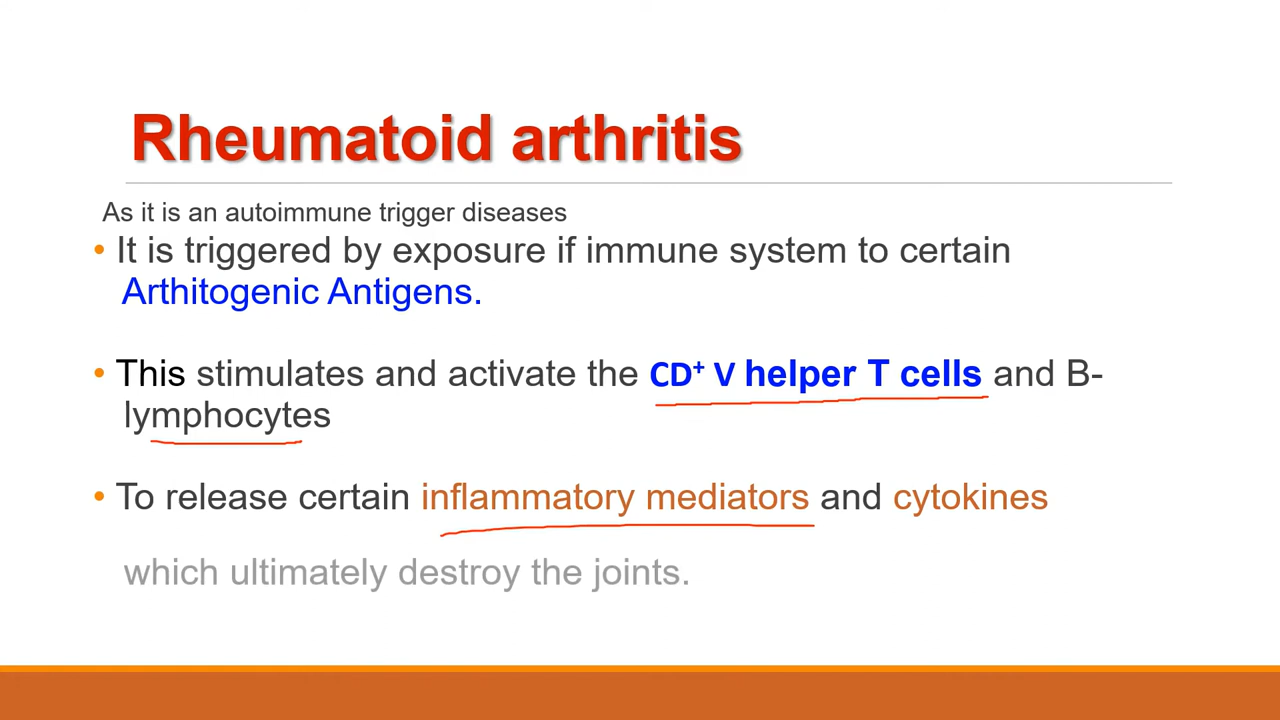 Rheumatoid arthritis
As it is an autoimmune trigger diseases
• It is triggered by exposure if immune system to certain
Arthitogenic Antigens.
• This stimulates and activate the CD⁺ V helper T cells and B-
lymphocytes
• To release certain inflammatory mediators and cytokines
which ultimately destroy the joints.